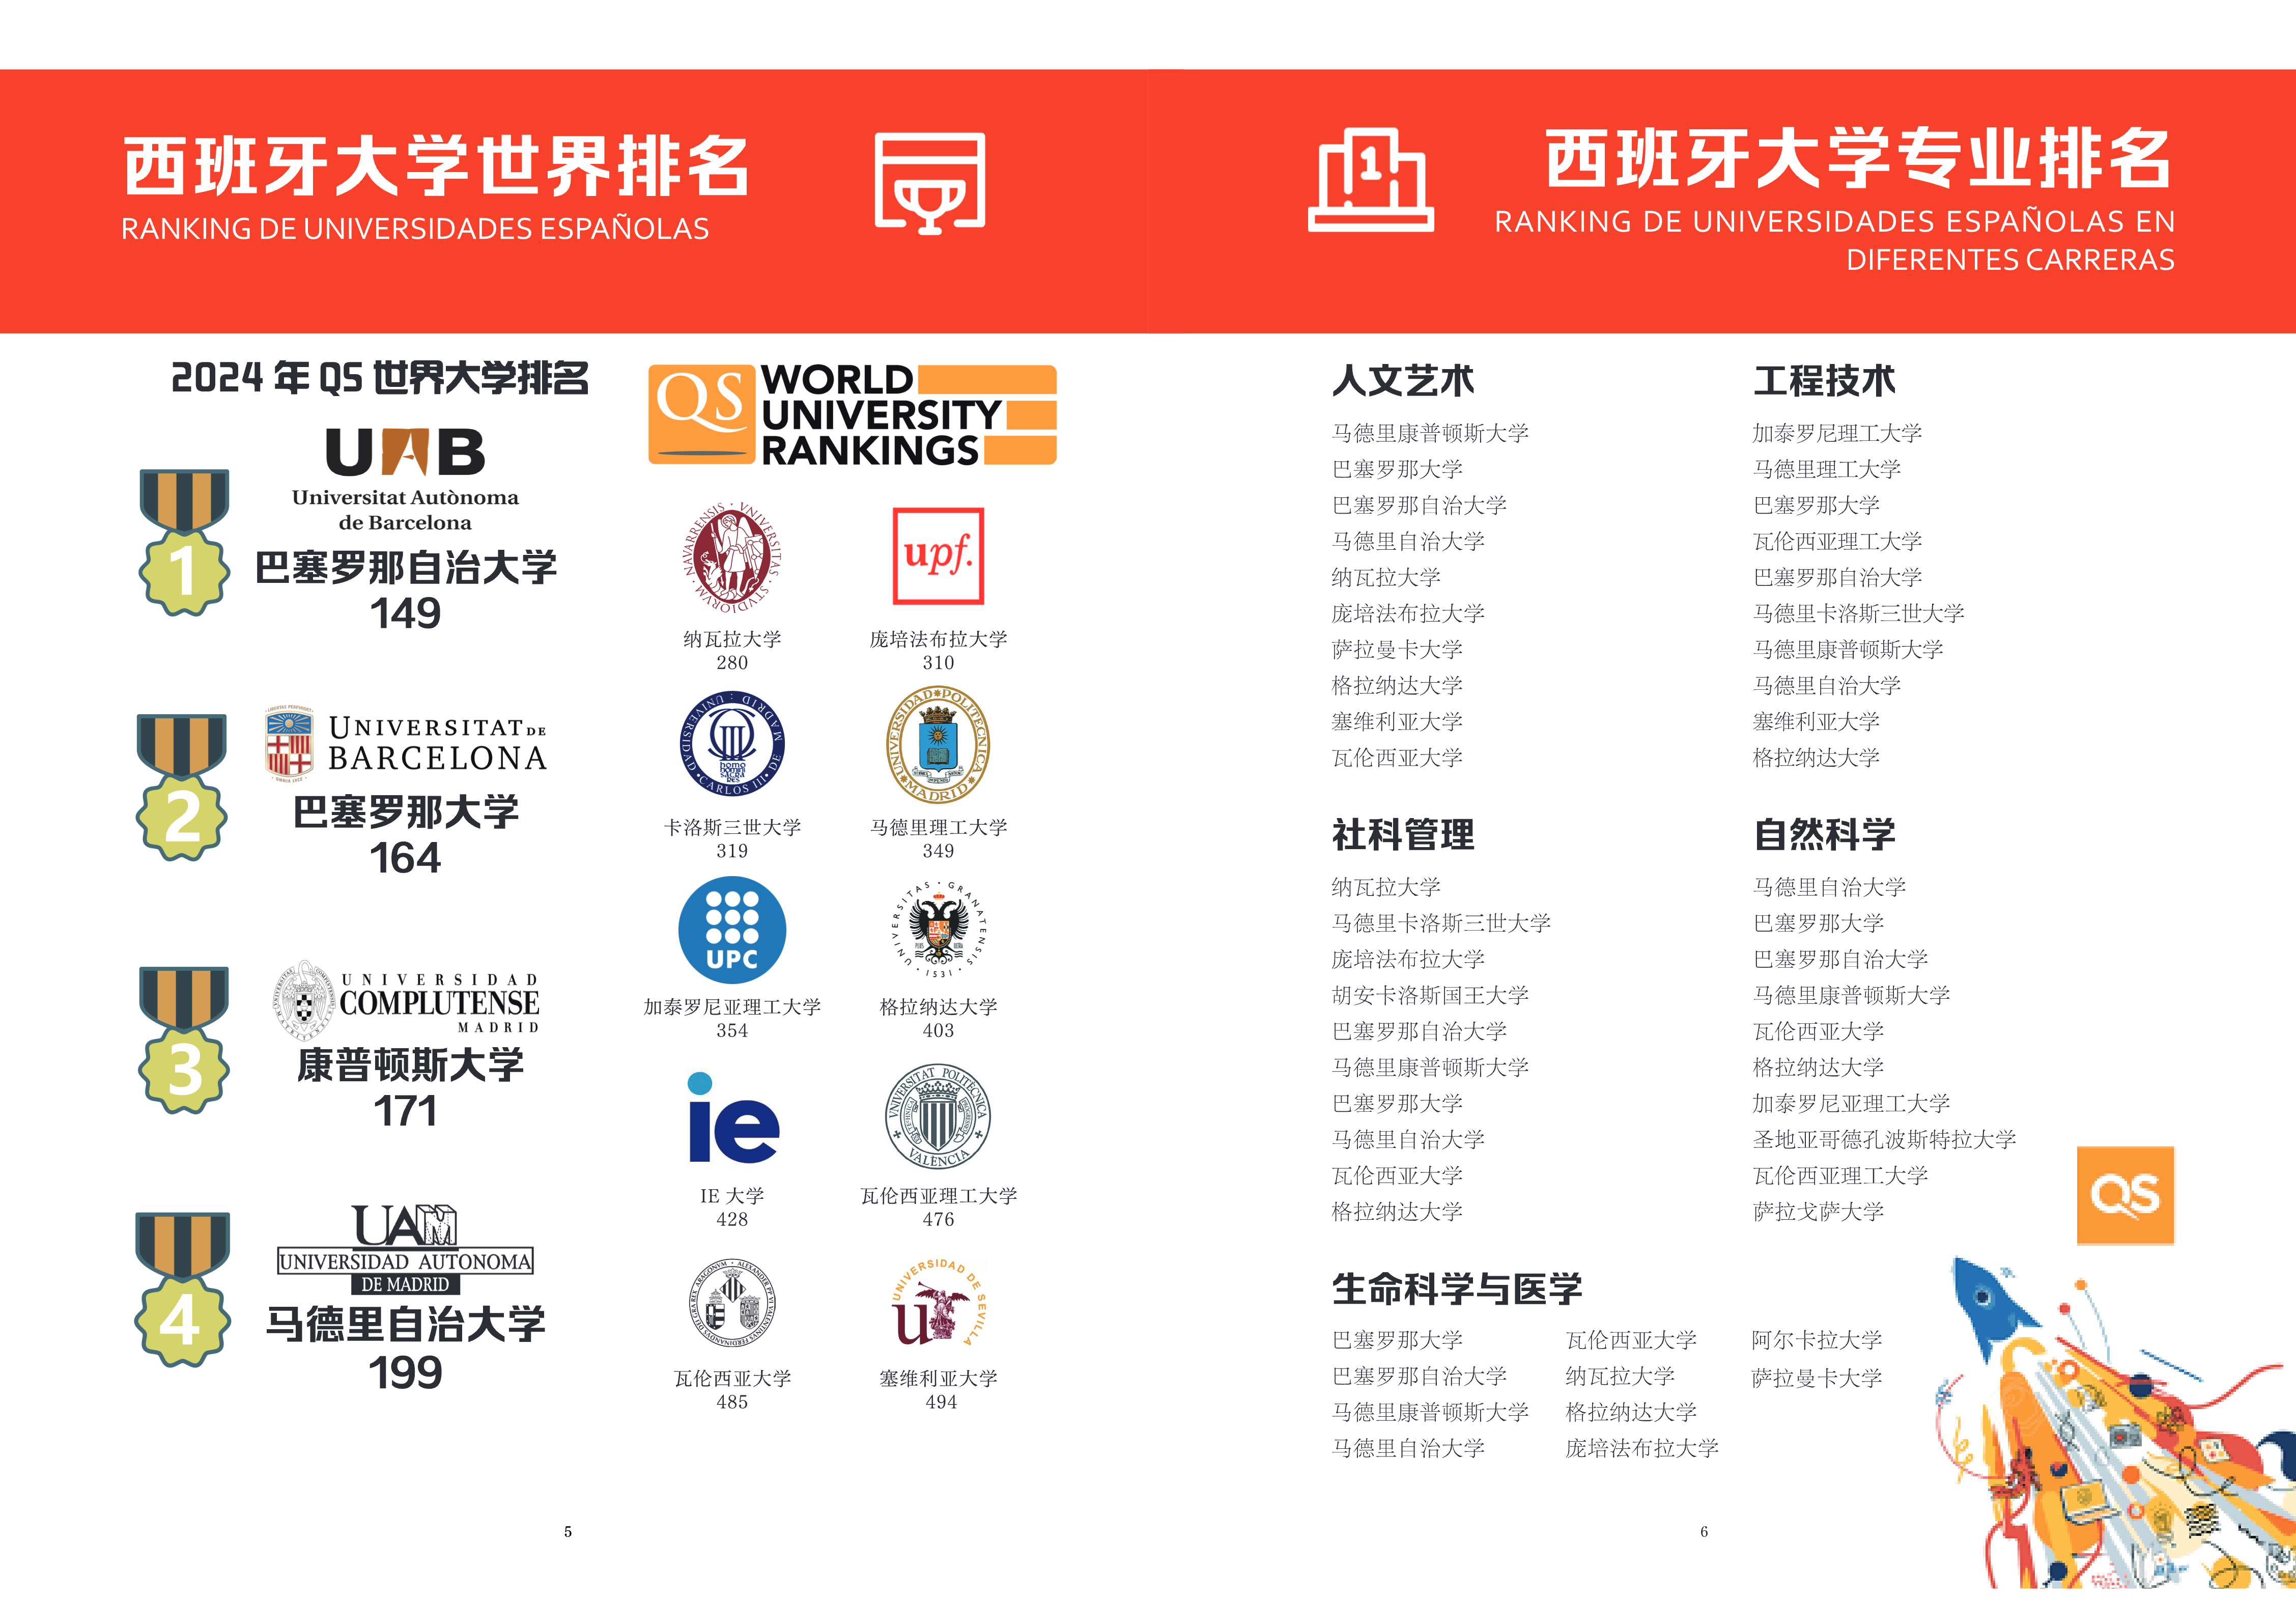 西班牙大学世界排名
RANKING DE UNIVERSIDADES ESPAÑOLAS
2024 年 QS 世界大学排名
QS
WORLD
UNIVERSITY
RANKINGS
1
UAB
Universitat Autònoma
de Barcelona
巴塞罗那自治大学
149
2
UNIVERSITAT DE
BARCELONA
巴塞罗那大学
164
3
UNIVERSIDAD
COMPLUTENSE
MADRID
康普顿斯大学
171
4
UAM
UNIVERSIDAD AUTONOMA
DE MADRID
马德里自治大学
199
VNIVERSITAS · STVDIORVM · NAVARRENSIS
纳瓦拉大学
280
upf.
庞培法布拉大学
310
UNIVERSIDAD · CARLOS III · DE MADRID
homo
homini
sacra
res
卡洛斯三世大学
319
UNIVERSIDAD POLITECNICA
MADRID
马德里理工大学
349
UPC
加泰罗尼亚理工大学
354
UNIVERSITAS · GRANATENSIS · 1531
格拉纳达大学
403
ie
IE 大学
428
UNIVERSITAT POLITÈCNICA
VALÈNCIA
瓦伦西亚理工大学
476
瓦伦西亚大学
485
UNIVERSIDAD DE SEVILLA
u
塞维利亚大学
494
5
西班牙大学专业排名
RANKING DE UNIVERSIDADES ESPAÑOLAS EN
DIFERENTES CARRERAS
1
人文艺术
马德里康普顿斯大学
巴塞罗那大学
巴塞罗那自治大学
马德里自治大学
纳瓦拉大学
庞培法布拉大学
萨拉曼卡大学
格拉纳达大学
塞维利亚大学
瓦伦西亚大学
工程技术
加泰罗尼理工大学
马德里理工大学
巴塞罗那大学
瓦伦西亚理工大学
巴塞罗那自治大学
马德里卡洛斯三世大学
马德里康普顿斯大学
马德里自治大学
塞维利亚大学
格拉纳达大学
社科管理
纳瓦拉大学
马德里卡洛斯三世大学
庞培法布拉大学
胡安卡洛斯国王大学
巴塞罗那自治大学
马德里康普顿斯大学
巴塞罗那大学
马德里自治大学
瓦伦西亚大学
格拉纳达大学
自然科学
马德里自治大学
巴塞罗那大学
巴塞罗那自治大学
马德里康普顿斯大学
瓦伦西亚大学
格拉纳达大学
加泰罗尼亚理工大学
圣地亚哥德孔波斯特拉大学
瓦伦西亚理工大学
萨拉戈萨大学
QS
生命科学与医学
巴塞罗那大学
巴塞罗那自治大学
马德里康普顿斯大学
马德里自治大学
瓦伦西亚大学
纳瓦拉大学
格拉纳达大学
庞培法布拉大学
阿尔卡拉大学
萨拉曼卡大学
6